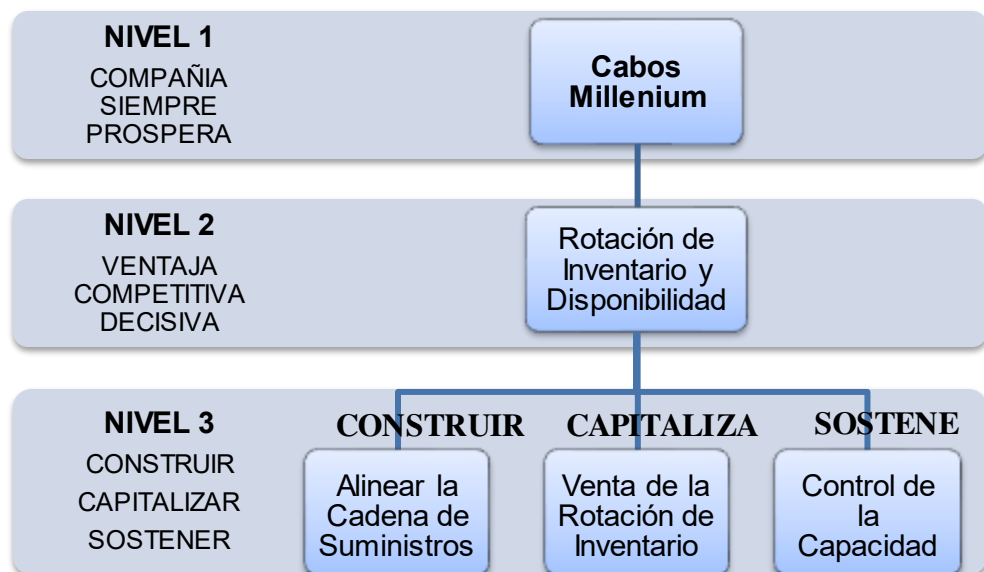 NIVEL 1
COMPAÑIA
SIEMPRE
PROSPERA
Cabos
Millenium
NIVEL 2
VENTAJA
COMPETITIVA
DECISIVA
Rotación de
Inventario y
Disponibilidad
NIVEL 3
CONSTRUIR
CAPITALIZAR
SOSTENER
CONSTRUIR
Alinear la
Cadena de
Suministros
CAPITALIZA
Venta de la
Rotación de
Inventario
SOSTENE
Control de
la
Capacidad